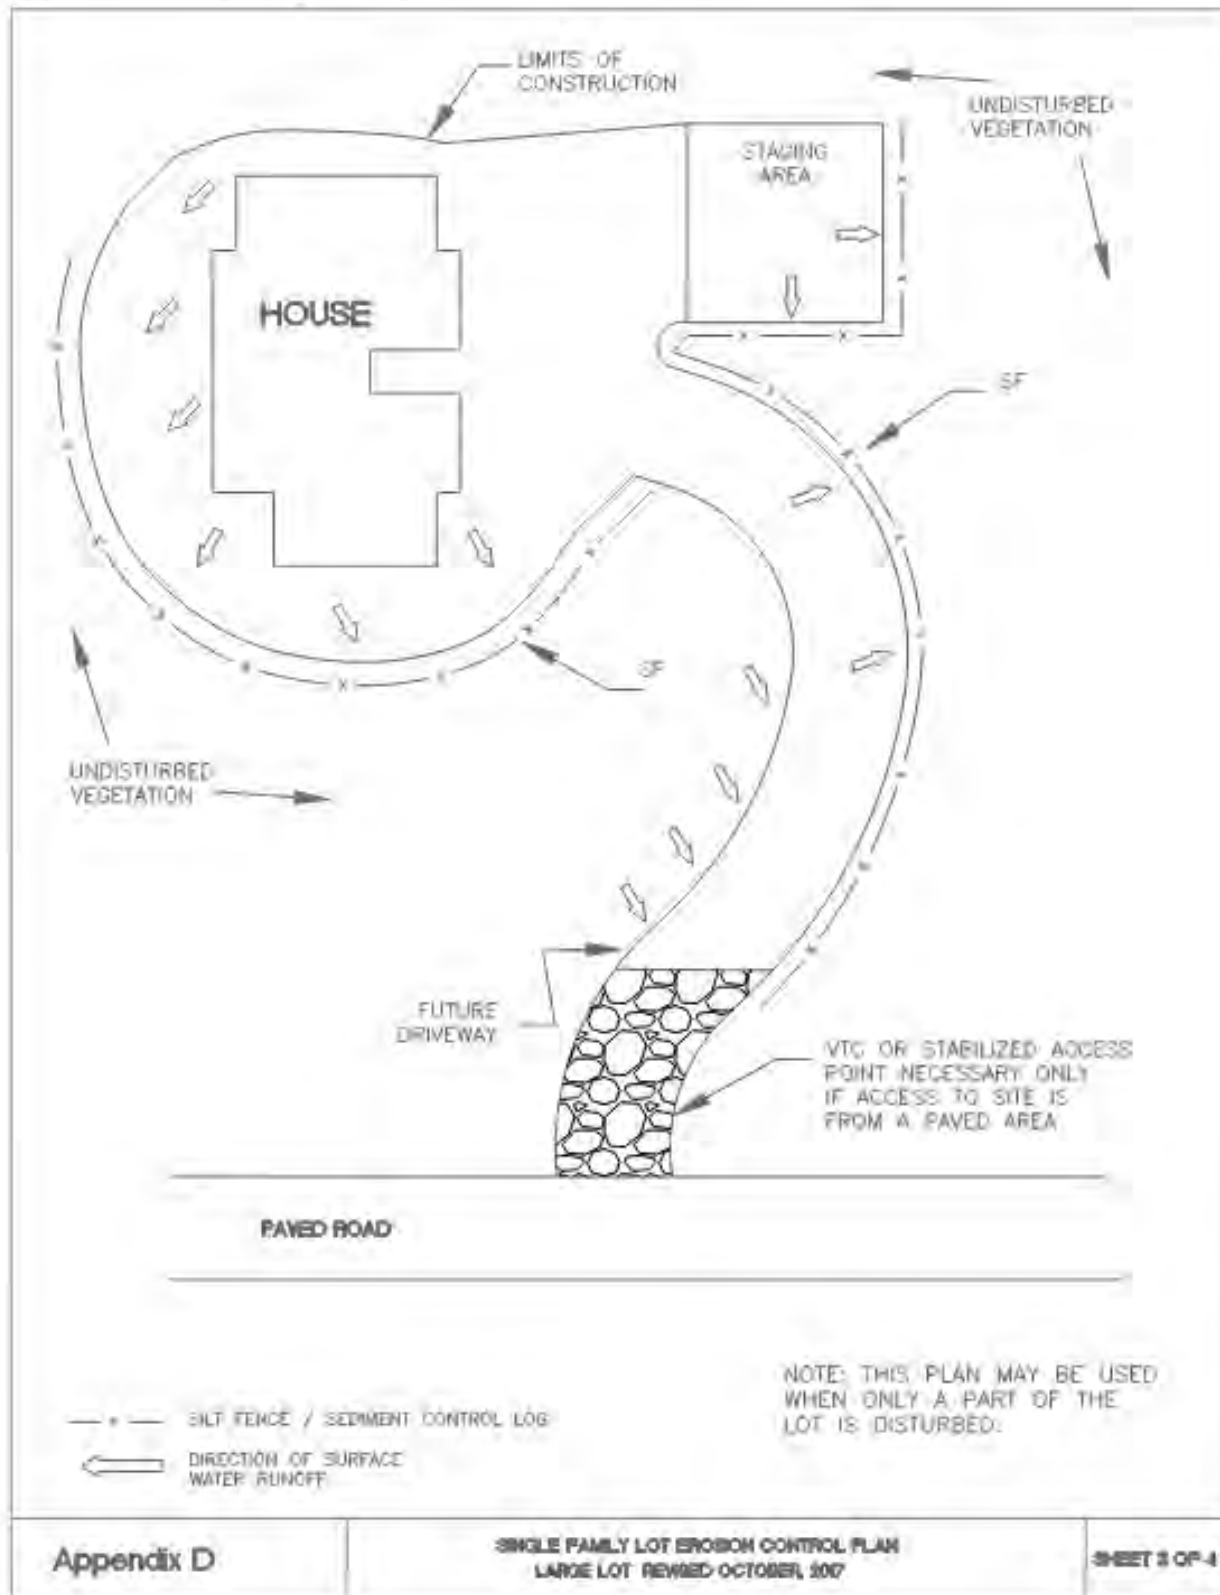 LIMITS OF
CONSTRUCTION
UNDISTURBED
VEGETATION
STAGING
AREA
HOUSE
SF
SF
UNDISTURBED
VEGETATION
FUTURE
DRIVEWAY
VTC OR STABILIZED ACCESS
POINT NECESSARY ONLY
IF ACCESS TO SITE IS
FROM A PAVED AREA
PAVED ROAD
NOTE: THIS PLAN MAY BE USED
WHEN ONLY A PART OF THE
LOT IS DISTURBED.
SILT FENCE / SEDIMENT CONTROL LOG
DIRECTION OF SURFACE
WATER RUNOFF
Appendix D
SINGLE FAMILY LOT EROSION CONTROL PLAN
LARGE LOT REVISED OCTOBER, 2007
SHEET OF 4